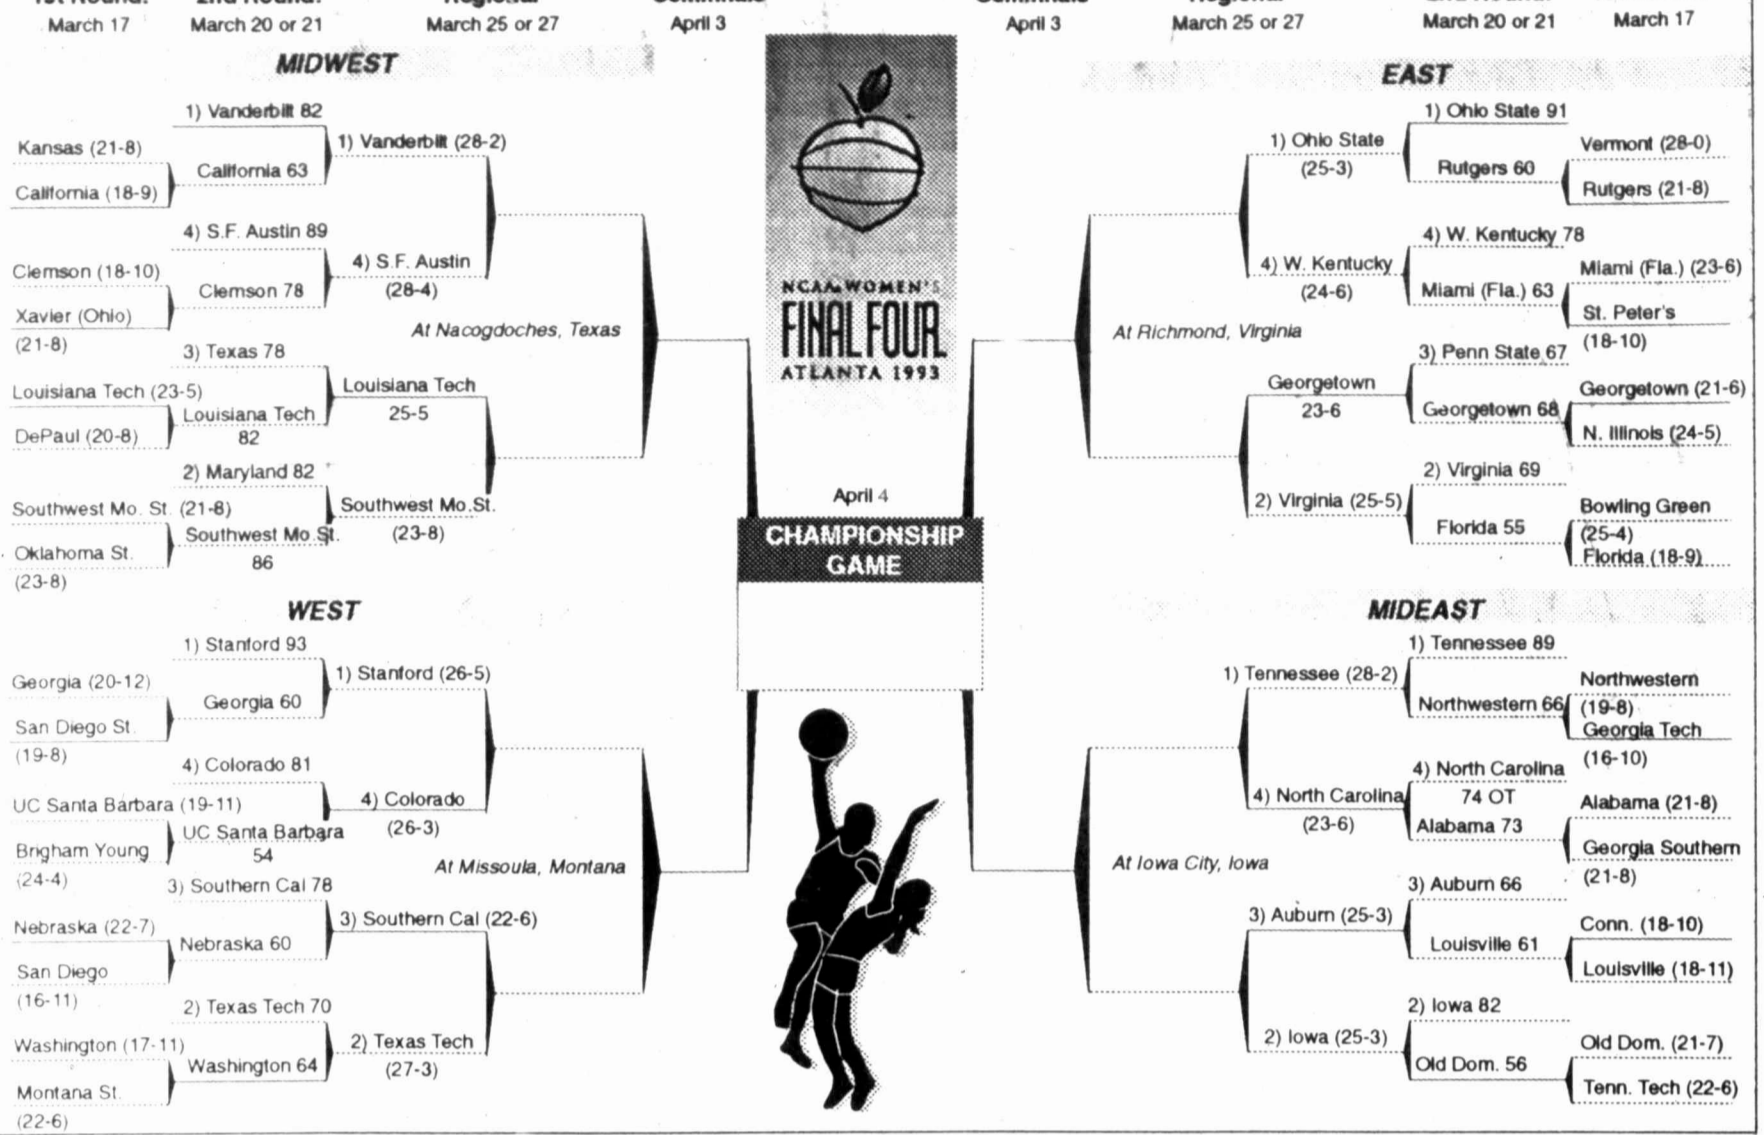 March 17
March 20 or 21
March 25 or 27
April 3
April 3
March 25 or 27
March 20 or 21
March 17
MIDWEST
1) Vanderbilt 82
Kansas (21-8)
1) Vanderbilt (28-2)
California 63
California (18-9)
4) S.F. Austin 89
Clemson (18-10)
4) S.F. Austin
(28-4)
Clemson 78
Xavier (Ohio)
(21-8)
At Nacogdoches, Texas
3) Texas 78
Louisiana Tech (23-5)
Louisiana Tech
25-5
Louisiana Tech
82
DePaul (20-8)
2) Maryland 82
Southwest Mo. St. (21-8)
Southwest Mo.St.
(23-8)
Southwest Mo.St.
86
Oklahoma St.
(23-8)
WEST
1) Stanford 93
Georgia (20-12)
1) Stanford (26-5)
Georgia 60
San Diego St.
(19-8)
4) Colorado 81
UC Santa Barbara (19-11)
4) Colorado
(26-3)
UC Santa Barbara
54
Brigham Young
(24-4)
At Missoula, Montana
3) Southern Cal 78
Nebraska (22-7)
3) Southern Cal (22-6)
Nebraska 60
San Diego
(16-11)
2) Texas Tech 70
Washington (17-11)
2) Texas Tech
(27-3)
Washington 64
Montana St.
(22-6)
NCAA WOMEN'S
FINAL FOUR
ATLANTA 1993
April 4
CHAMPIONSHIP
GAME
EAST
1) Ohio State 91
1) Ohio State
(25-3)
Vermont (28-0)
Rutgers 60
Rutgers (21-8)
4) W. Kentucky 78
4) W. Kentucky
(24-6)
Miami (Fla.) (23-6)
Miami (Fla.) 63
St. Peter's
(18-10)
At Richmond, Virginia
3) Penn State 67
Georgetown
23-6
Georgetown (21-6)
Georgetown 68
N. Illinois (24-5)
2) Virginia 69
2) Virginia (25-5)
Bowling Green
(25-4)
Florida 55
Florida (18-9)
MIDEAST
1) Tennessee 89
1) Tennessee (28-2)
Northwestern
(19-8)
Northwestern 66
Georgia Tech
(16-10)
4) North Carolina
74 OT
4) North Carolina
(23-6)
Alabama (21-8)
Alabama 73
Georgia Southern
(21-8)
At Iowa City, Iowa
3) Auburn 66
3) Auburn (25-3)
Conn. (18-10)
Louisville 61
Louisville (18-11)
2) Iowa 82
2) Iowa (25-3)
Old Dom. (21-7)
Old Dom. 56
Tenn. Tech (22-6)